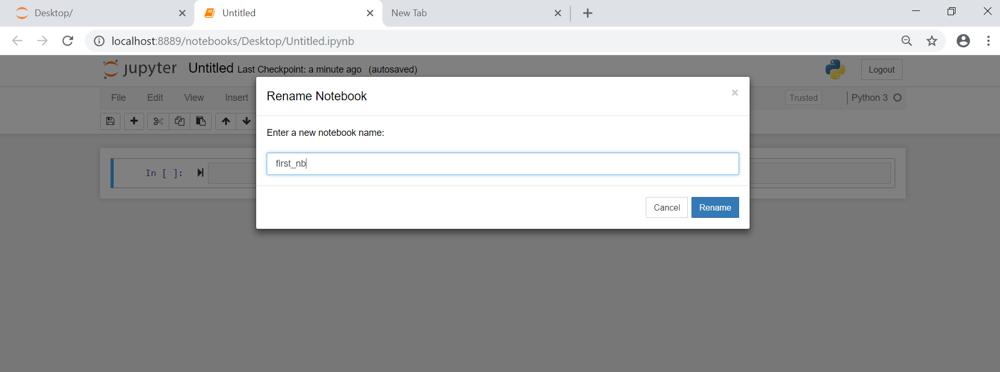 Desktop/
Untitled
New Tab
localhost:8889/notebooks/Desktop/Untitled.ipynb
jupyter Untitled Last Checkpoint: a minute ago (autosaved)
Logout
File Edit View Insert
Trusted
Python 3
Rename Notebook
Enter a new notebook name:
In [ ]:
first_nb
Cancel Rename